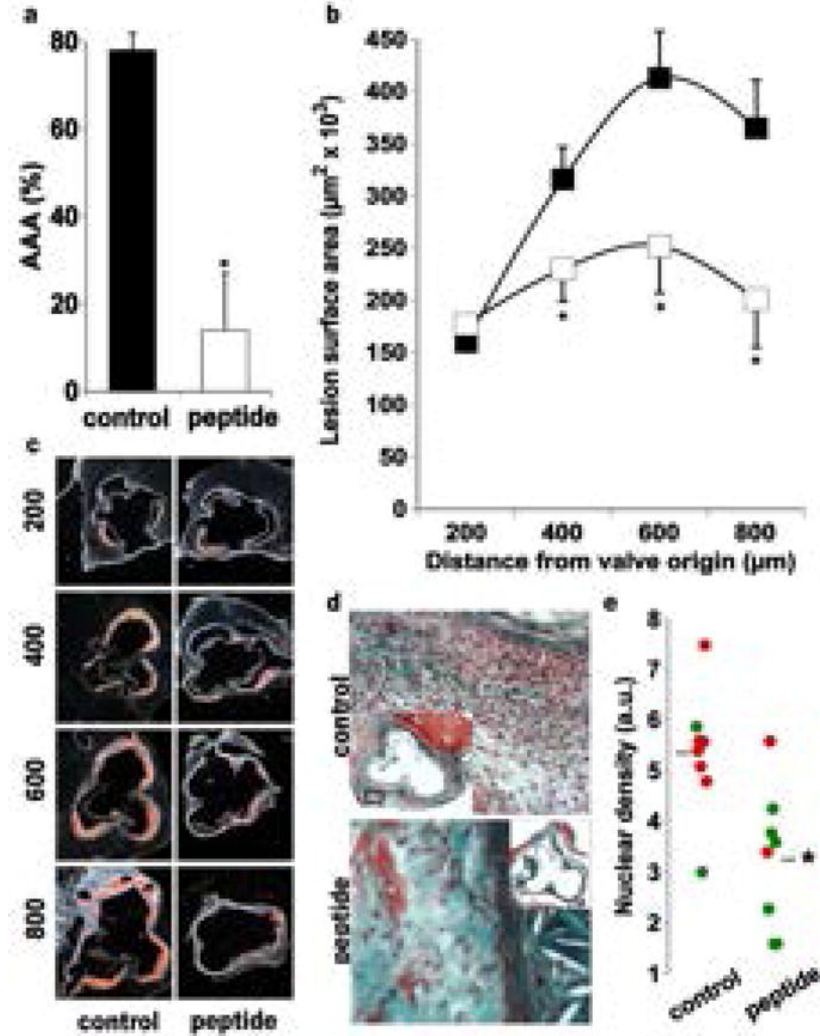 a
AAA (%)
80
60
40
20
0
control peptide
b
Lesion surface area (µm² x 10³)
450
400
350
300
250
200
150
100
50
0
200 400 600 800
Distance from valve origin (µm)
c
200
400
600
800
control peptide
d
control
peptide
e
Nuclear density (a.u.)
8
7
6
5
4
3
2
1
control
peptide